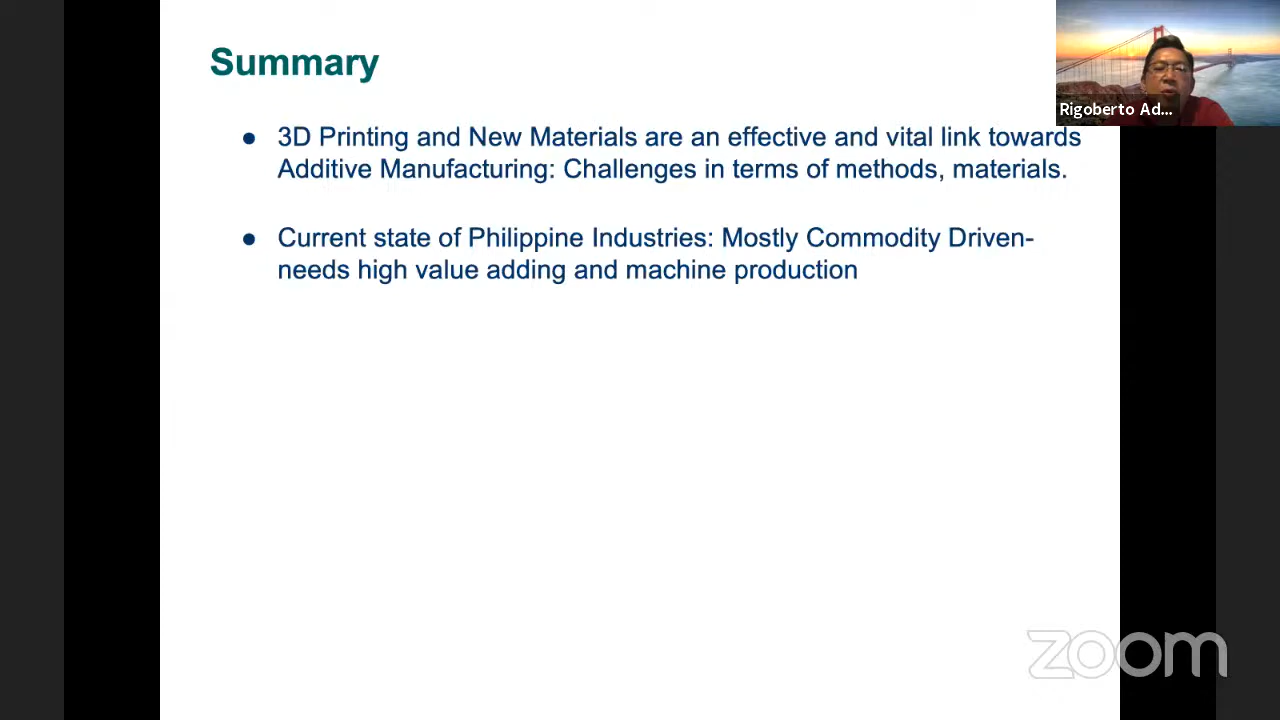 Summary
Rigoberto Ad...
● 3D Printing and New Materials are an effective and vital link towards
Additive Manufacturing: Challenges in terms of methods, materials.
● Current state of Philippine Industries: Mostly Commodity Driven-
needs high value adding and machine production
zoom